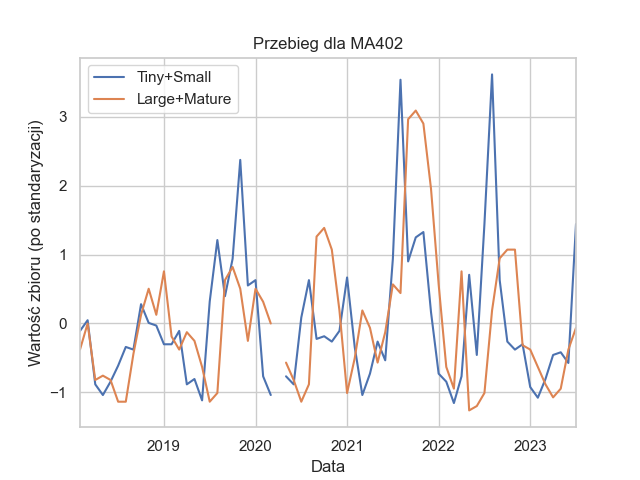 Przebieg dla MA402
Tiny+Small
Large+Mature
Wartość zbioru (po standaryzacji)
3
2
1
0
−1
2019 2020 2021 2022 2023
Data